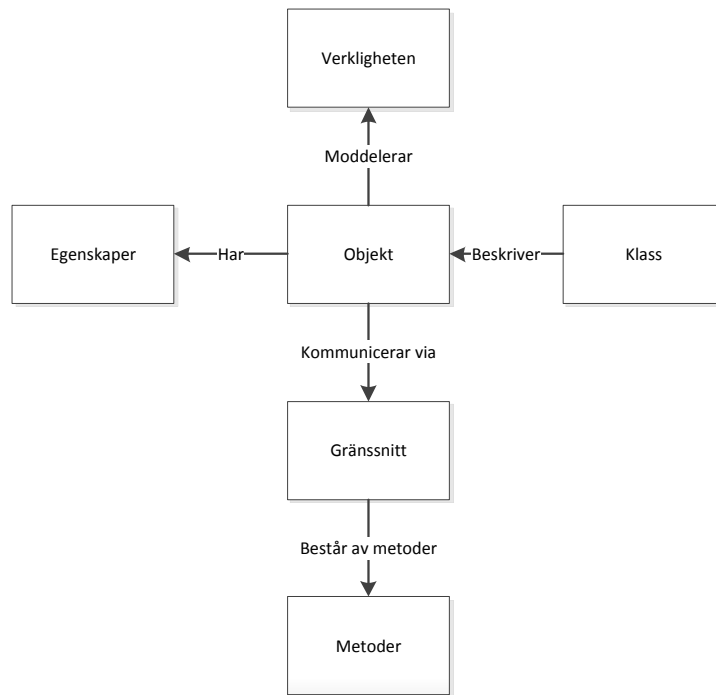 Verkligheten
Moddelerar
Egenskaper
Har
Objekt
Beskriver
Klass
Kommunicerar via
Gränssnitt
Består av metoder
Metoder